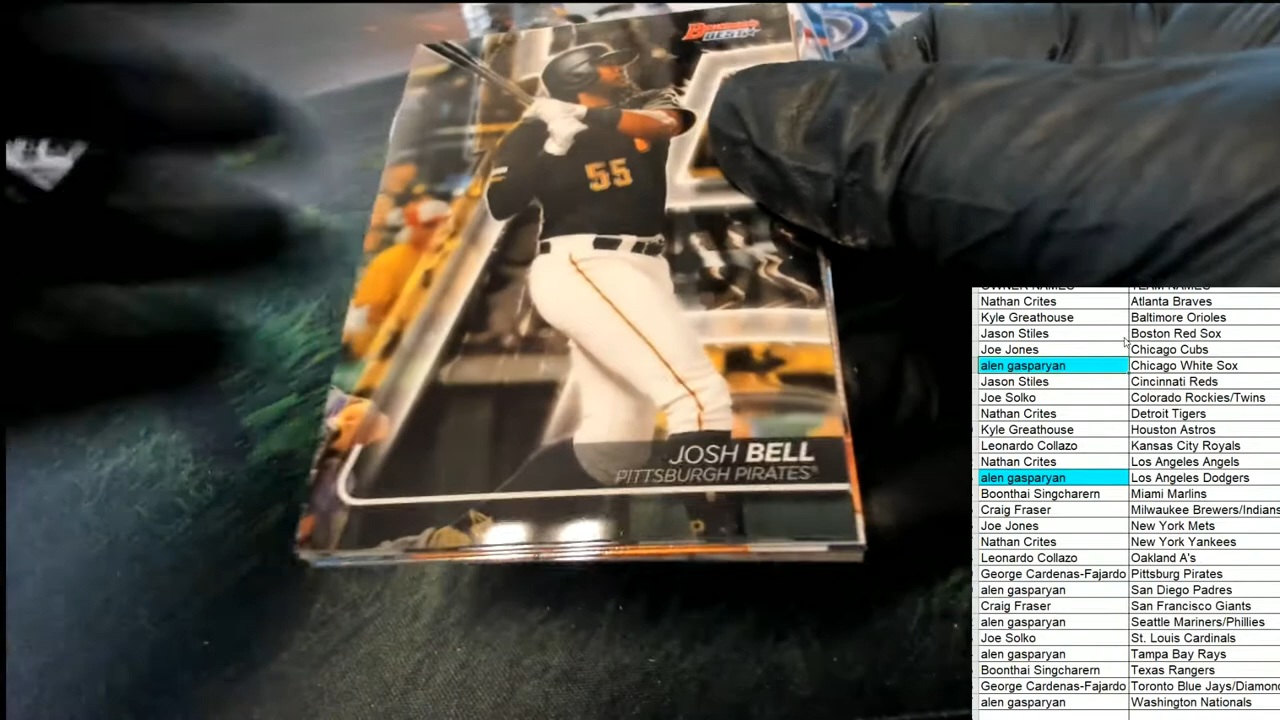 Bowman's
BEST
55
JOSH BELL
PITTSBURGH PIRATES®
OWNER NAMES TEAM NAMES
Nathan Crites Atlanta Braves
Kyle Greathouse Baltimore Orioles
Jason Stiles Boston Red Sox
Joe Jones Chicago Cubs
alen gasparyan Chicago White Sox
Jason Stiles Cincinnati Reds
Joe Solko Colorado Rockies/Twins
Nathan Crites Detroit Tigers
Kyle Greathouse Houston Astros
Leonardo Collazo Kansas City Royals
Nathan Crites Los Angeles Angels
alen gasparyan Los Angeles Dodgers
Boonthai Singcharern Miami Marlins
Craig Fraser Milwaukee Brewers/Indians
Joe Jones New York Mets
Nathan Crites New York Yankees
Leonardo Collazo Oakland A's
George Cardenas-Fajardo Pittsburg Pirates
alen gasparyan San Diego Padres
Craig Fraser San Francisco Giants
alen gasparyan Seattle Mariners/Phillies
Joe Solko St. Louis Cardinals
alen gasparyan Tampa Bay Rays
Boonthai Singcharern Texas Rangers
George Cardenas-Fajardo Toronto Blue Jays/Diamond
alen gasparyan Washington Nationals